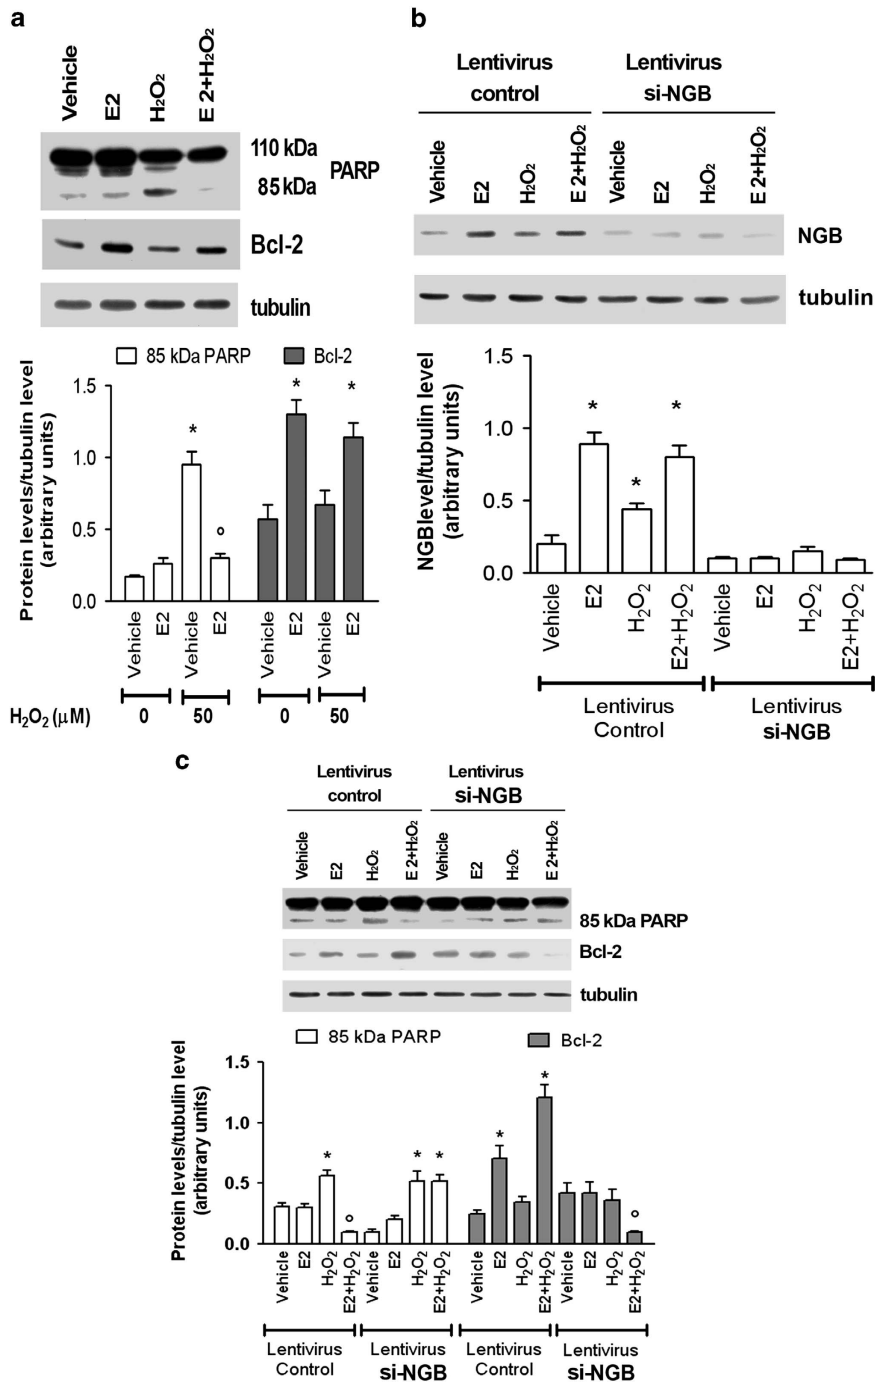 a
Vehicle
E2
H₂O₂
E 2+H₂O₂
110 kDa
85 kDa
PARP
Bcl-2
tubulin
85 kDa PARP
Bcl-2
Protein levels/tubulin level
(arbitrary units)
1.5
1.0
0.5
0.0
*
o
*
*
Vehicle
E2
Vehicle
E2
Vehicle
E2
Vehicle
E2
H₂O₂ (µM)
0
50
0
50
b
Lentivirus
control
Lentivirus
si-NGB
Vehicle
E2
H₂O₂
E 2+H₂O₂
Vehicle
E2
H₂O₂
E 2+H₂O₂
NGB
tubulin
NGBlevel/tubulin level
(arbitrary units)
1.5
1.0
0.5
0.0
*
*
*
Vehicle
E2
H₂O₂
E2+H₂O₂
Vehicle
E2
H₂O₂
E2+H₂O₂
Lentivirus
Control
Lentivirus
si-NGB
c
Lentivirus
control
Lentivirus
si-NGB
Vehicle
E2
H₂O₂
E 2+H₂O₂
Vehicle
E2
H₂O₂
E2+H₂O₂
85 kDa PARP
Bcl-2
tubulin
85 kDa PARP
Bcl-2
Protein levels/tubulin level
(arbitrary units)
1.5
1.0
0.5
0.0
*
o
*
*
*
*
o
Vehicle
E2
H₂O₂
E2+H₂O₂
Vehicle
E2
H₂O₂
E2+H₂O₂
Vehicle
E2
H₂O₂
E2+H₂O₂
Vehicle
E2
H₂O₂
E2+H₂O₂
Lentivirus
Control
Lentivirus
si-NGB
Lentivirus
Control
Lentivirus
si-NGB